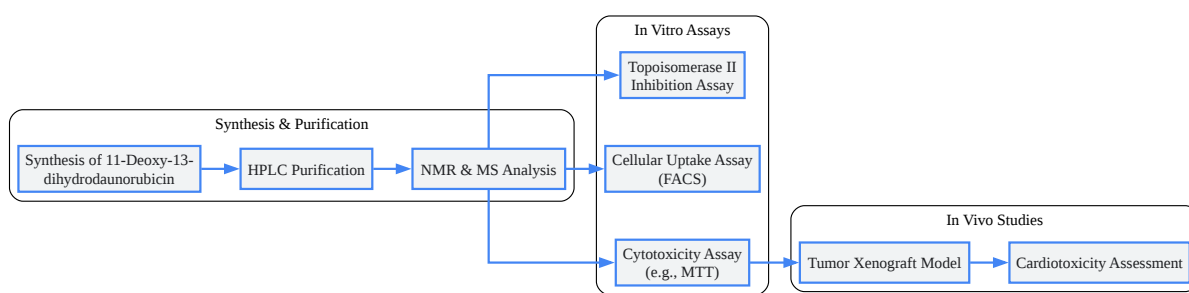 Synthesis & Purification
Synthesis of 11-Deoxy-13-
dihydrodaunorubicin
HPLC Purification
NMR & MS Analysis
In Vitro Assays
Topoisomerase II
Inhibition Assay
Cellular Uptake Assay
(FACS)
Cytotoxicity Assay
(e.g., MTT)
In Vivo Studies
Tumor Xenograft Model
Cardiotoxicity Assessment